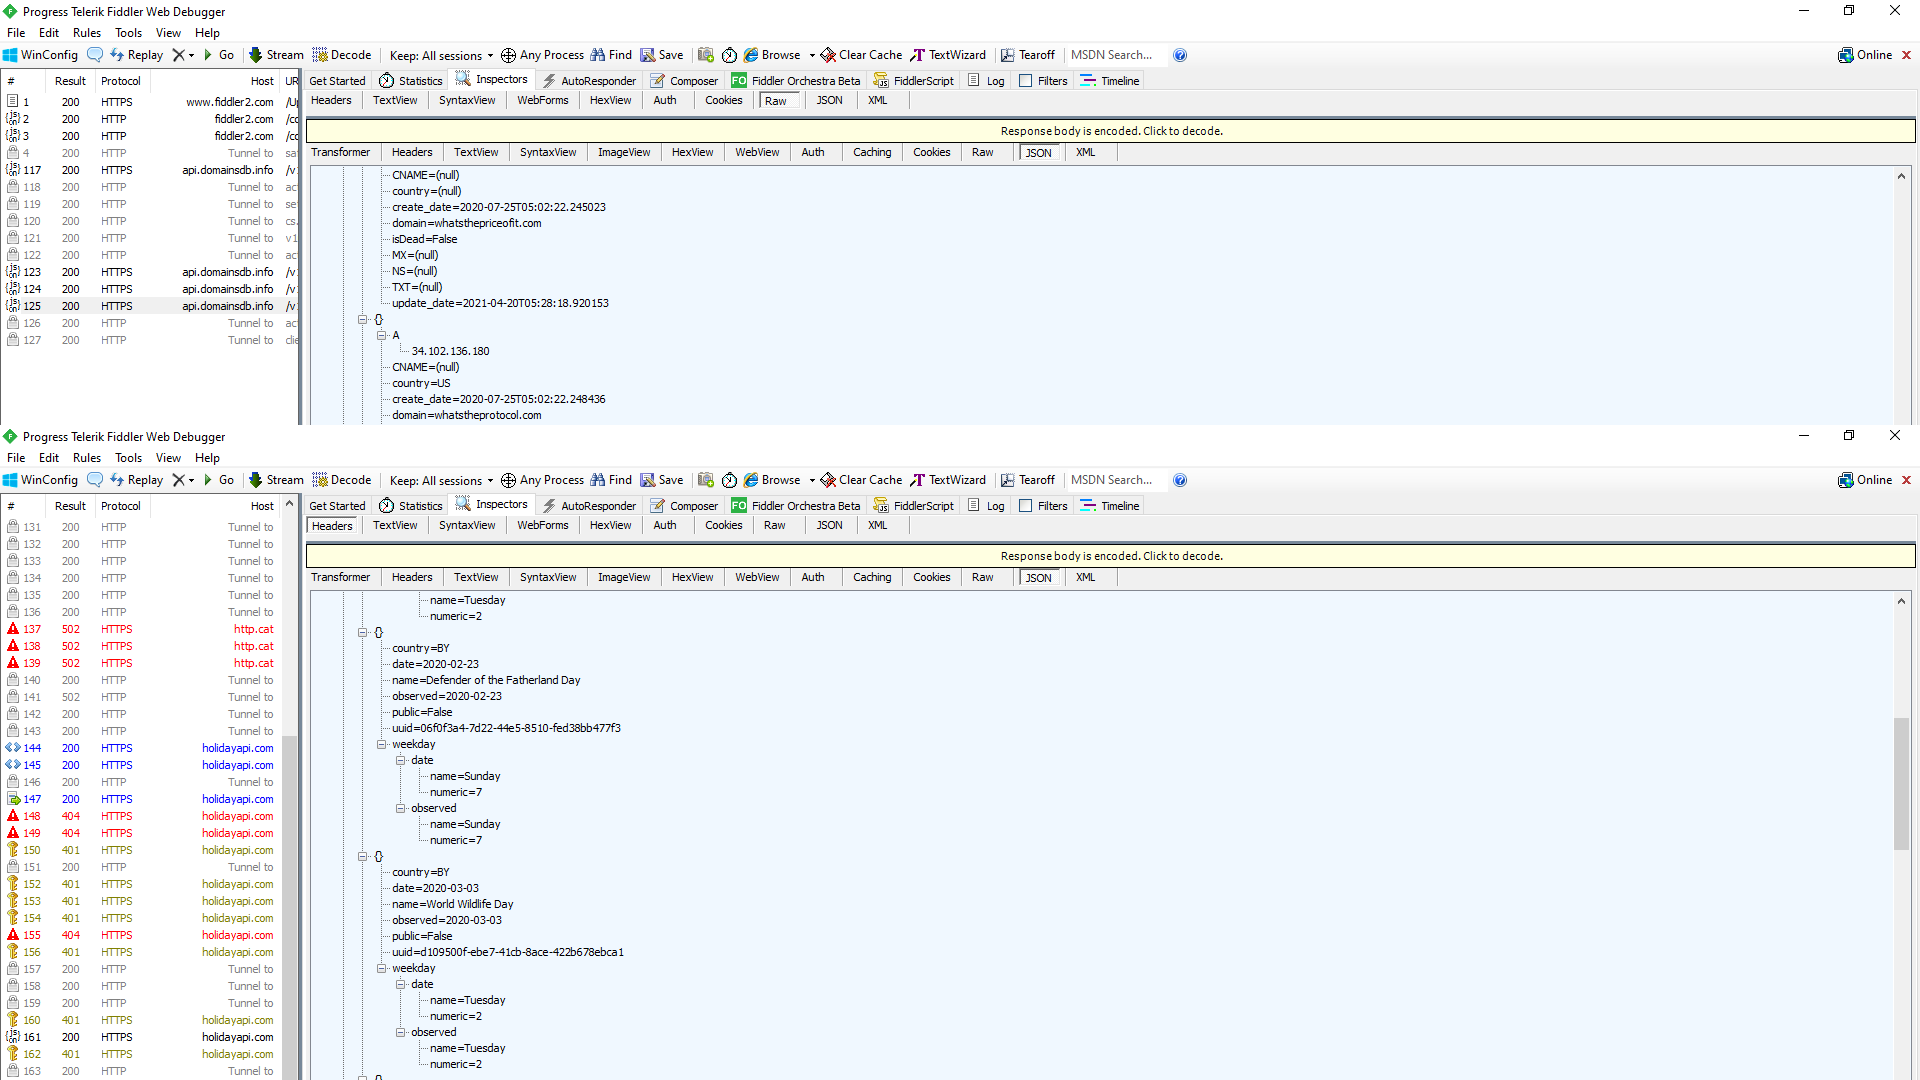 Progress Telerik Fiddler Web Debugger
File Edit Rules Tools View Help
WinConfig Replay Go Stream Decode Keep: All sessions Any Process Find Save Browse Clear Cache TextWizard Tearoff MSDN Search... Online
# Result Protocol Host UR
1 200 HTTPS www.fiddler2.com /Up
2 200 HTTP fiddler2.com /co
3 200 HTTP fiddler2.com /co
4 200 HTTP Tunnel to sa
117 200 HTTPS api.domainsdb.info /v
118 200 HTTP Tunnel to ac
119 200 HTTP Tunnel to se
120 200 HTTP Tunnel to cs.
121 200 HTTP Tunnel to v1
122 200 HTTP Tunnel to ac
123 200 HTTPS api.domainsdb.info /v
124 200 HTTPS api.domainsdb.info /v
125 200 HTTPS api.domainsdb.info /v
126 200 HTTP Tunnel to ac
127 200 HTTP Tunnel to clie
Get Started Statistics Inspectors AutoResponder Composer FO Fiddler Orchestra Beta FiddlerScript Log Filters Timeline
Headers TextView SyntaxView WebForms HexView Auth Cookies Raw JSON XML
Response body is encoded. Click to decode.
Transformer Headers TextView SyntaxView ImageView HexView WebView Auth Caching Cookies Raw JSON XML
CNAME=(null)
country=(null)
create_date=2020-07-25T05:02:22.245023
domain=whatsthepriceofit.com
isDead=False
MX=(null)
NS=(null)
TXT=(null)
update_date=2021-04-20T05:28:18.920153
{}
A
34.102.136.180
CNAME=(null)
country=US
create_date=2020-07-25T05:02:22.248436
domain=whatstheprotocol.com
Progress Telerik Fiddler Web Debugger
File Edit Rules Tools View Help
WinConfig Replay Go Stream Decode Keep: All sessions Any Process Find Save Browse Clear Cache TextWizard Tearoff MSDN Search... Online
# Result Protocol Host
131 200 HTTP Tunnel to
132 200 HTTP Tunnel to
133 200 HTTP Tunnel to
134 200 HTTP Tunnel to
135 200 HTTP Tunnel to
136 200 HTTP Tunnel to
137 502 HTTPS http.cat
138 502 HTTPS http.cat
139 502 HTTPS http.cat
140 200 HTTP Tunnel to
141 502 HTTP Tunnel to
142 200 HTTP Tunnel to
143 200 HTTP Tunnel to
144 200 HTTPS holidayapi.com
145 200 HTTPS holidayapi.com
146 200 HTTP Tunnel to
147 200 HTTPS holidayapi.com
148 404 HTTPS holidayapi.com
149 404 HTTPS holidayapi.com
150 401 HTTPS holidayapi.com
151 200 HTTP Tunnel to
152 401 HTTPS holidayapi.com
153 401 HTTPS holidayapi.com
154 401 HTTPS holidayapi.com
155 404 HTTPS holidayapi.com
156 401 HTTPS holidayapi.com
157 200 HTTP Tunnel to
158 200 HTTP Tunnel to
159 200 HTTP Tunnel to
160 401 HTTPS holidayapi.com
161 200 HTTPS holidayapi.com
162 401 HTTPS holidayapi.com
163 200 HTTP Tunnel to
Get Started Statistics Inspectors AutoResponder Composer FO Fiddler Orchestra Beta FiddlerScript Log Filters Timeline
Headers TextView SyntaxView WebForms HexView Auth Cookies Raw JSON XML
Response body is encoded. Click to decode.
Transformer Headers TextView SyntaxView ImageView HexView WebView Auth Caching Cookies Raw JSON XML
name=Tuesday
numeric=2
{}
country=BY
date=2020-02-23
name=Defender of the Fatherland Day
observed=2020-02-23
public=False
uuid=06f0f3a4-7d22-44e5-8510-fed38bb477f3
weekday
date
name=Sunday
numeric=7
observed
name=Sunday
numeric=7
{}
country=BY
date=2020-03-03
name=World Wildlife Day
observed=2020-03-03
public=False
uuid=d109500f-ebe7-41cb-8ace-422b678ebca1
weekday
date
name=Tuesday
numeric=2
observed
name=Tuesday
numeric=2